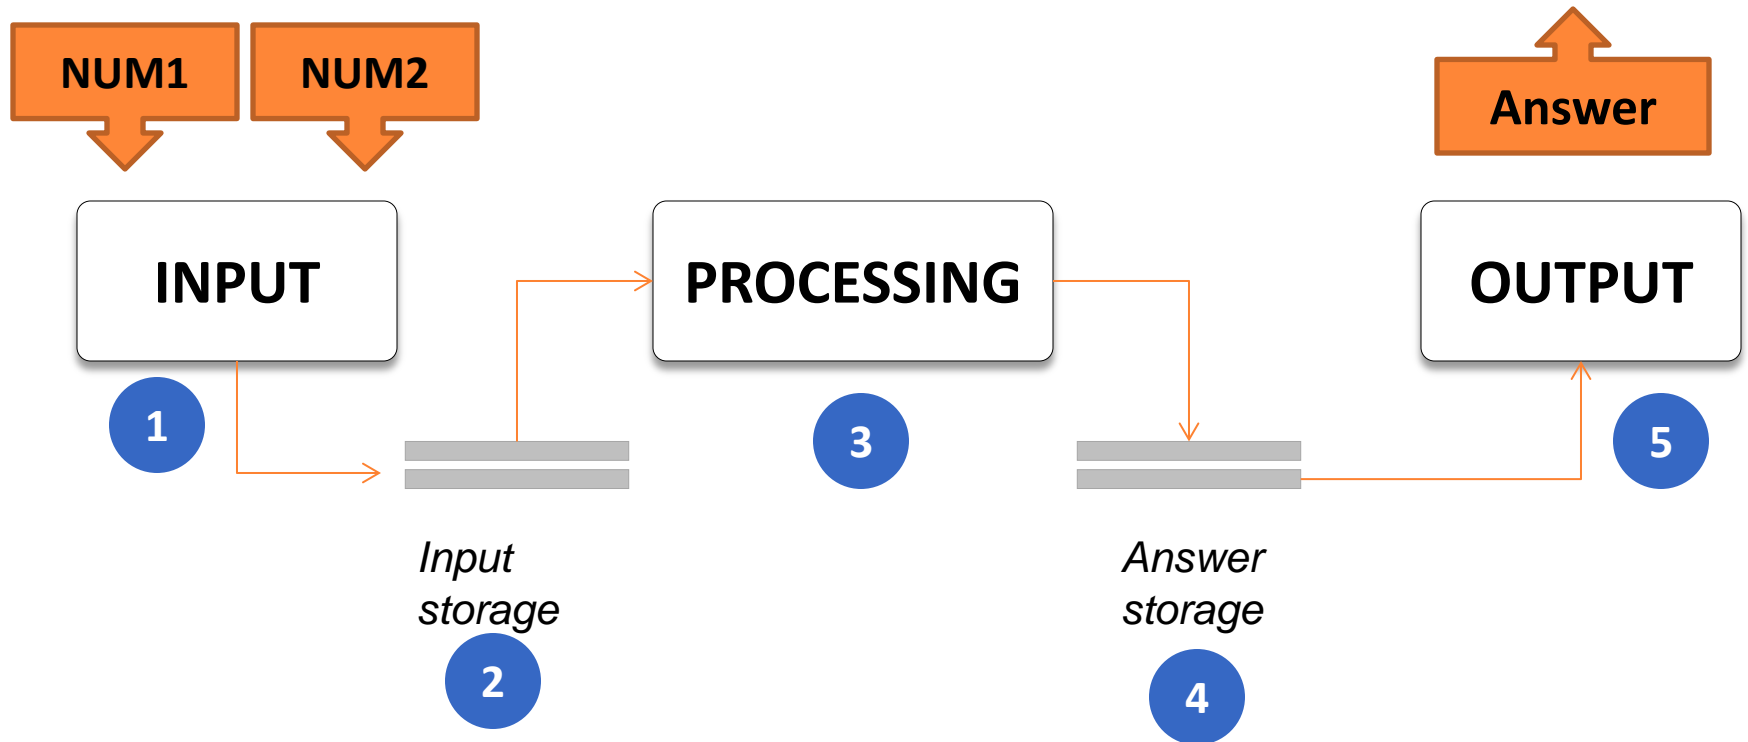 NUM1
NUM2
Answer
INPUT
PROCESSING
OUTPUT
1
3
5
Input
storage
Answer
storage
2
4